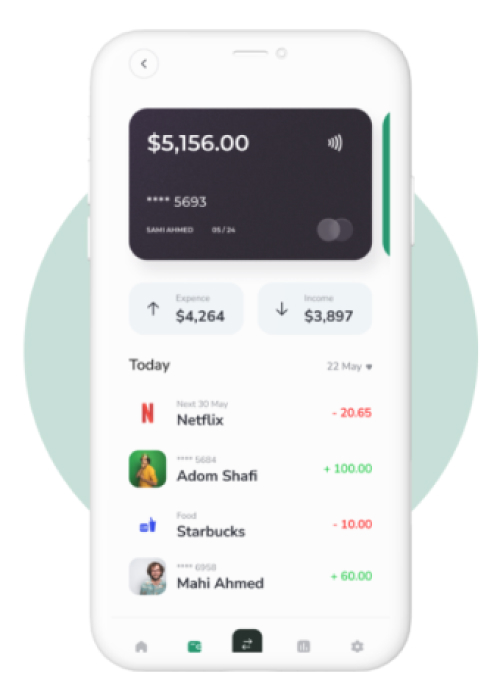 $5,156.00
**** 5693
SAMI AHMED 05 / 24
Expence Income
$4,264 $3,897
Today 22 May
Next 30 May
N Netflix - 20.65
**** 5684
Adom Shafi + 100.00
Food
Starbucks - 10.00
**** 6958
Mahi Ahmed + 60.00